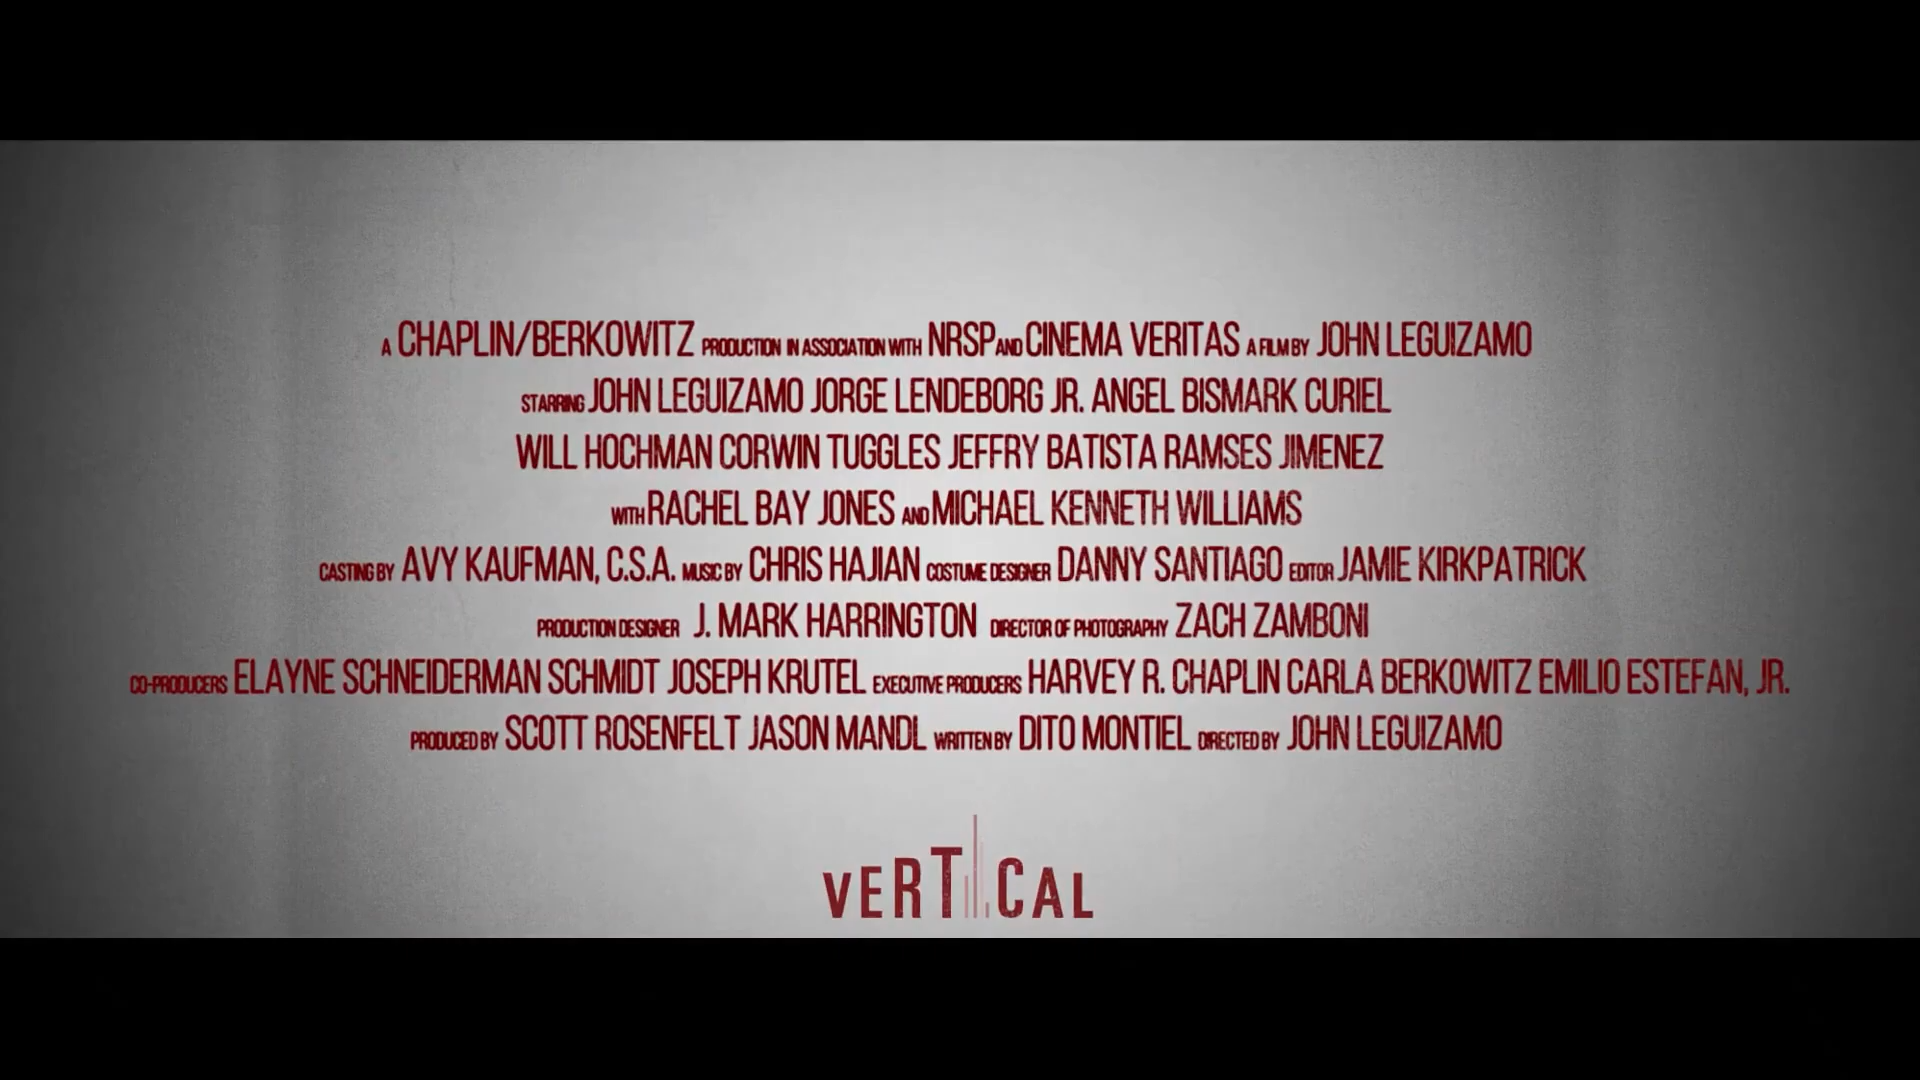 A CHAPLIN/BERKOWITZ PRODUCTION IN ASSOCIATION WITH NRSP AND CINEMA VERITAS A FILM BY JOHN LEGUIZAMO
STARRING JOHN LEGUIZAMO JORGE LENDEBORG JR. ANGEL BISMARK CURIEL
WILL HOCHMAN CORWIN TUGGLES JEFFRY BATISTA RAMSES JIMENEZ
WITH RACHEL BAY JONES AND MICHAEL KENNETH WILLIAMS
CASTING BY AVY KAUFMAN, C.S.A. MUSIC BY CHRIS HAJIAN COSTUME DESIGNER DANNY SANTIAGO EDITOR JAMIE KIRKPATRICK
PRODUCTION DESIGNER J. MARK HARRINGTON DIRECTOR OF PHOTOGRAPHY ZACH ZAMBONI
CO-PRODUCERS ELAYNE SCHNEIDERMAN SCHMIDT JOSEPH KRUTEL EXECUTIVE PRODUCERS HARVEY R. CHAPLIN CARLA BERKOWITZ EMILIO ESTEFAN, JR.
PRODUCED BY SCOTT ROSENFELT JASON MANDL WRITTEN BY DITO MONTIEL DIRECTED BY JOHN LEGUIZAMO
VERTICAL